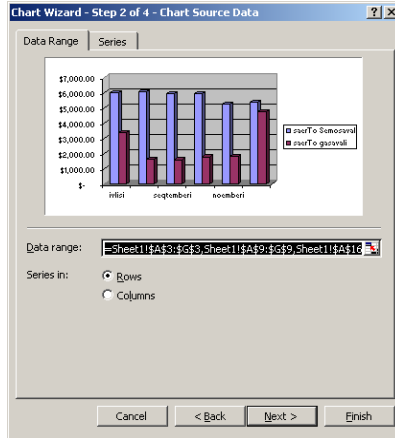 Chart Wizard - Step 2 of 4 - Chart Source Data
Data Range
Series
$7,000.00
$6,000.00
$5,000.00
$4,000.00
$3,000.00
$2,000.00
$1,000.00
$-
ivlisi
seqtemberi
noemberi
saerTo Semosavali
saerTo gasavali
Data range:
=Sheet1!$A$3:$G$3,Sheet1!$A$9:$G$9,Sheet1!$A$16
Series in:
Rows
Columns
Cancel
< Back
Next >
Finish